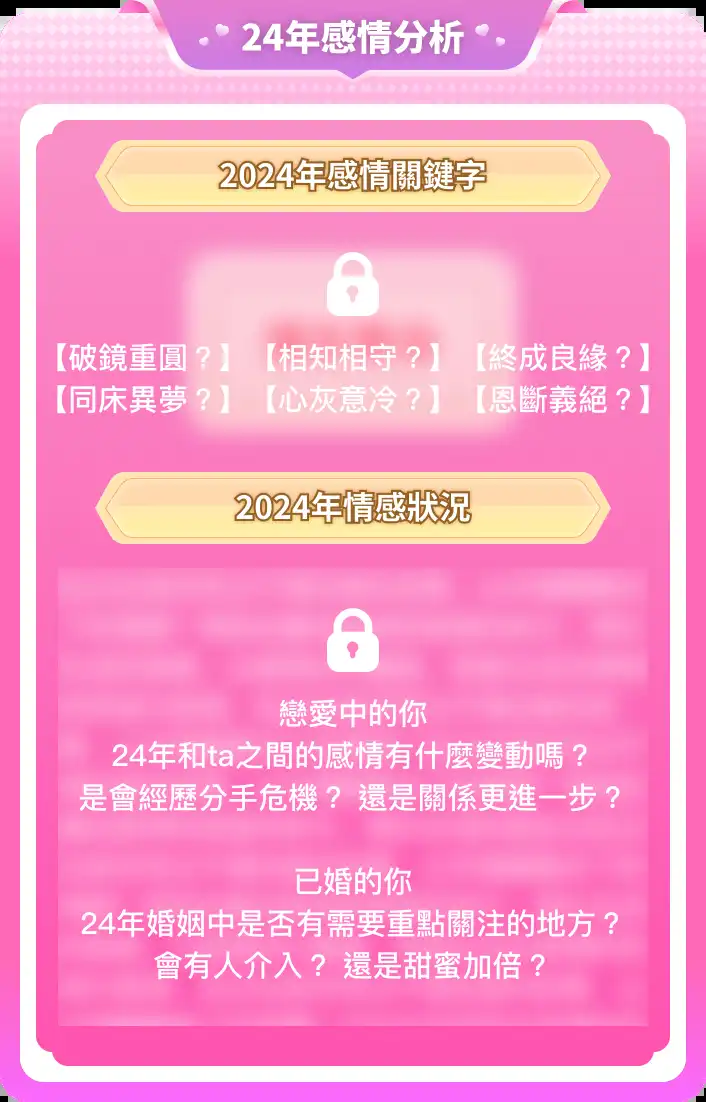 24年感情分析
2024年感情關鍵字
【破鏡重圓？】【相知相守？】【終成良緣？】
【同床異夢？】【心灰意冷？】【恩斷義絕？】
2024年情感狀況
戀愛中的你
24年和ta之間的感情有什麼變動嗎？
是會經歷分手危機？ 還是關係更進一步？
已婚的你
24年婚姻中是否有需要重點關注的地方？
會有人介入？ 還是甜蜜加倍？